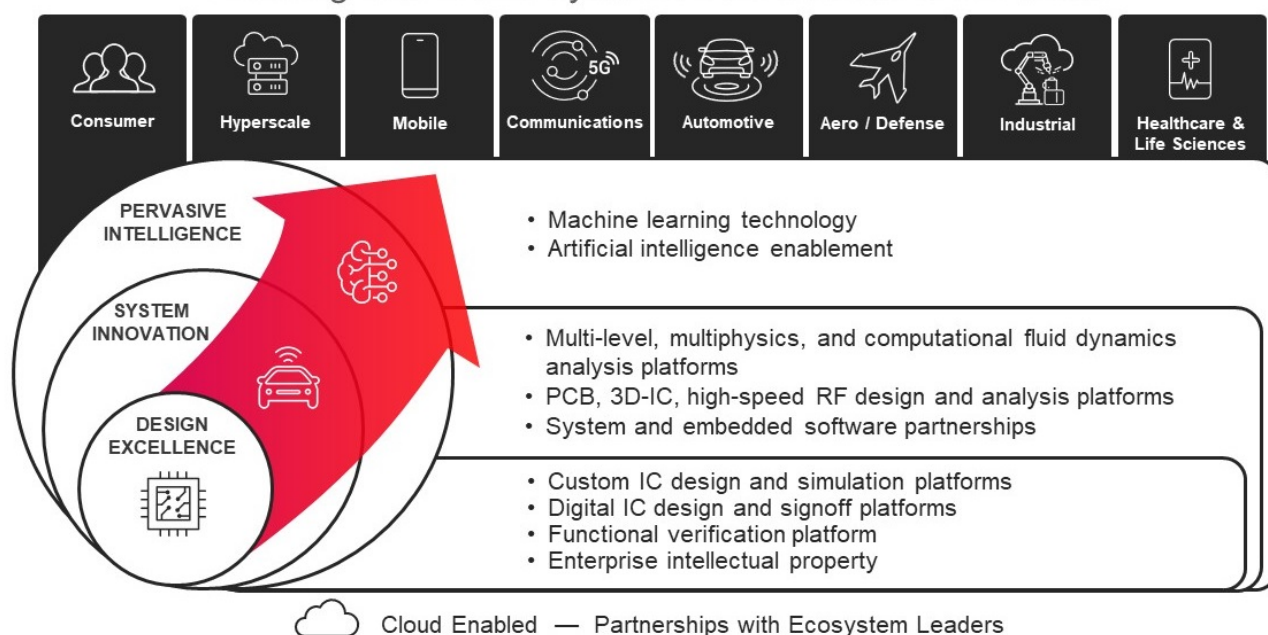 Consumer
Hyperscale
Mobile
5G
Communications
Automotive
Aero / Defense
Industrial
Healthcare &
Life Sciences
PERVASIVE
INTELLIGENCE
• Machine learning technology
• Artificial intelligence enablement
SYSTEM
INNOVATION
• Multi-level, multiphysics, and computational fluid dynamics
analysis platforms
• PCB, 3D-IC, high-speed RF design and analysis platforms
• System and embedded software partnerships
DESIGN
EXCELLENCE
• Custom IC design and simulation platforms
• Digital IC design and signoff platforms
• Functional verification platform
• Enterprise intellectual property
Cloud Enabled — Partnerships with Ecosystem Leaders